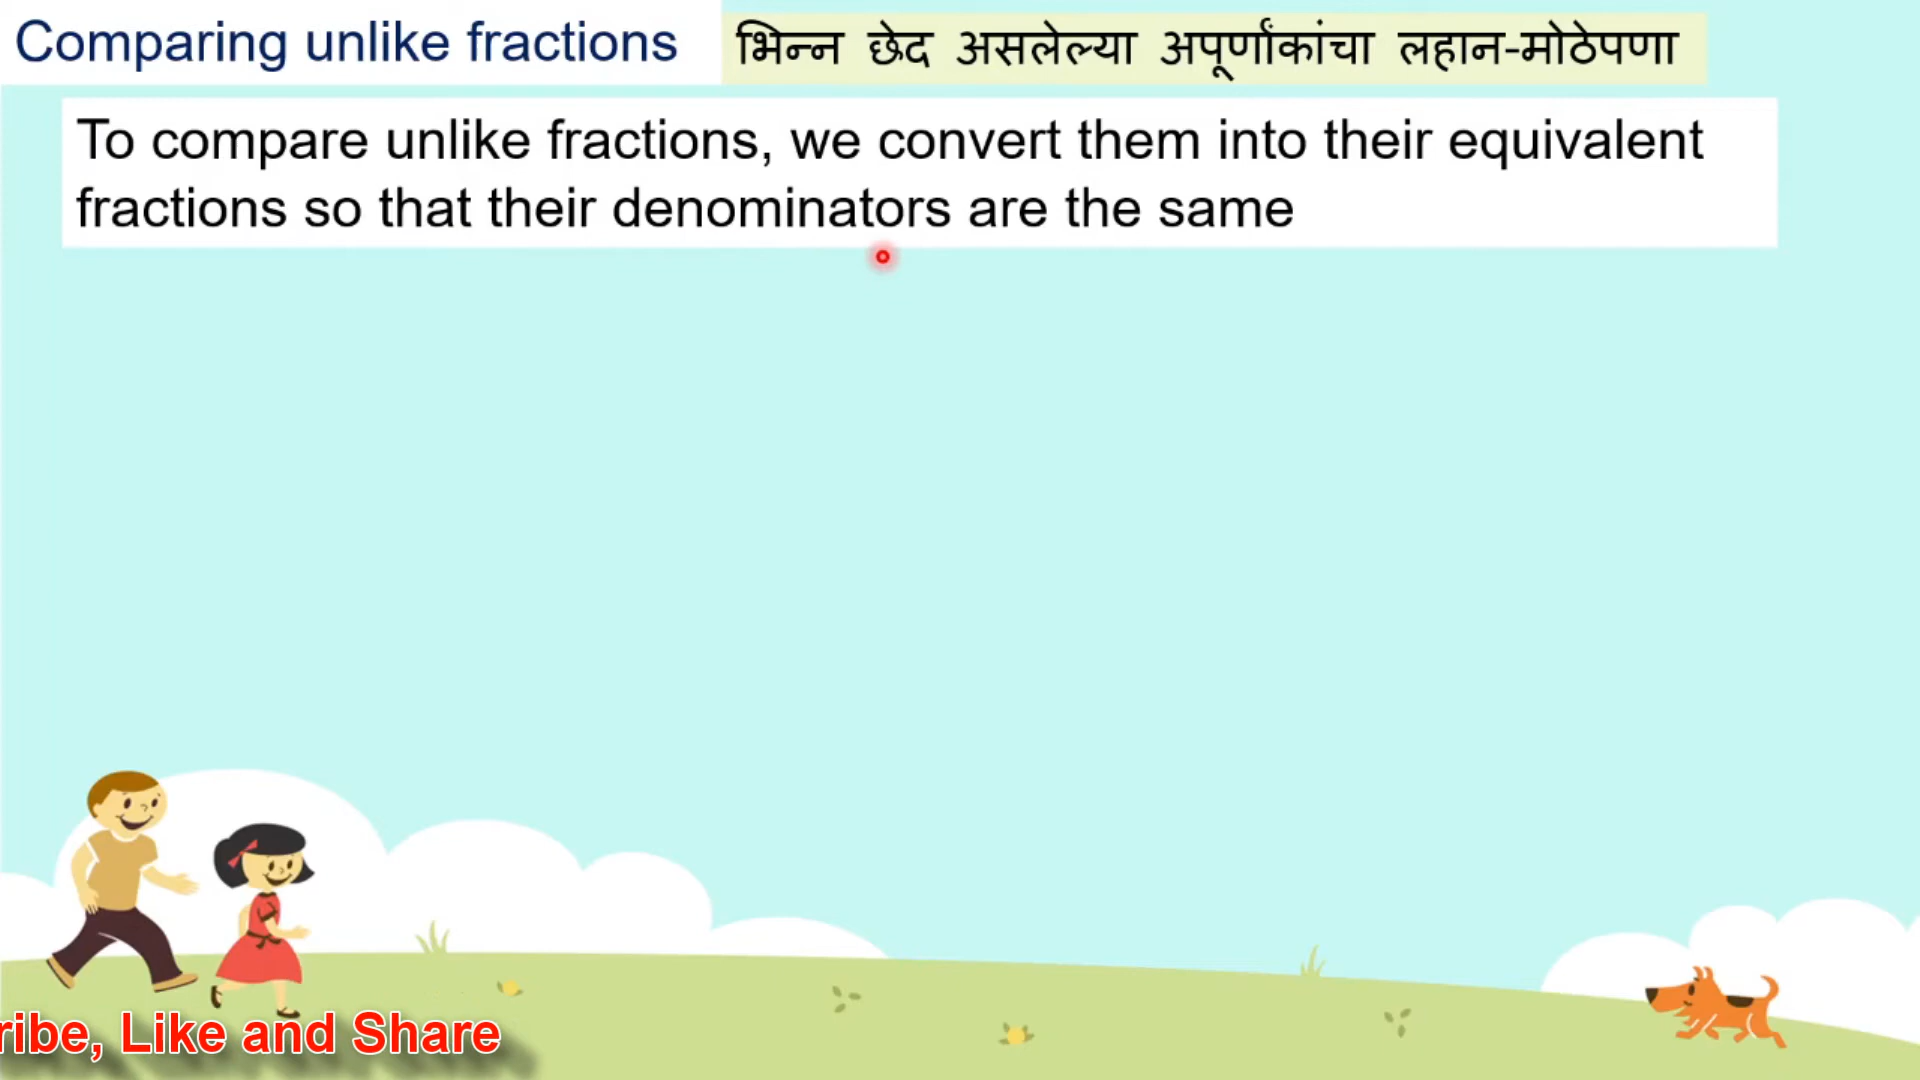 Comparing unlike fractions
भिन्न छेद असलेल्या अपूर्णांकांचा लहान-मोठेपणा
To compare unlike fractions, we convert them into their equivalent
fractions so that their denominators are the same
ribe, Like and Share